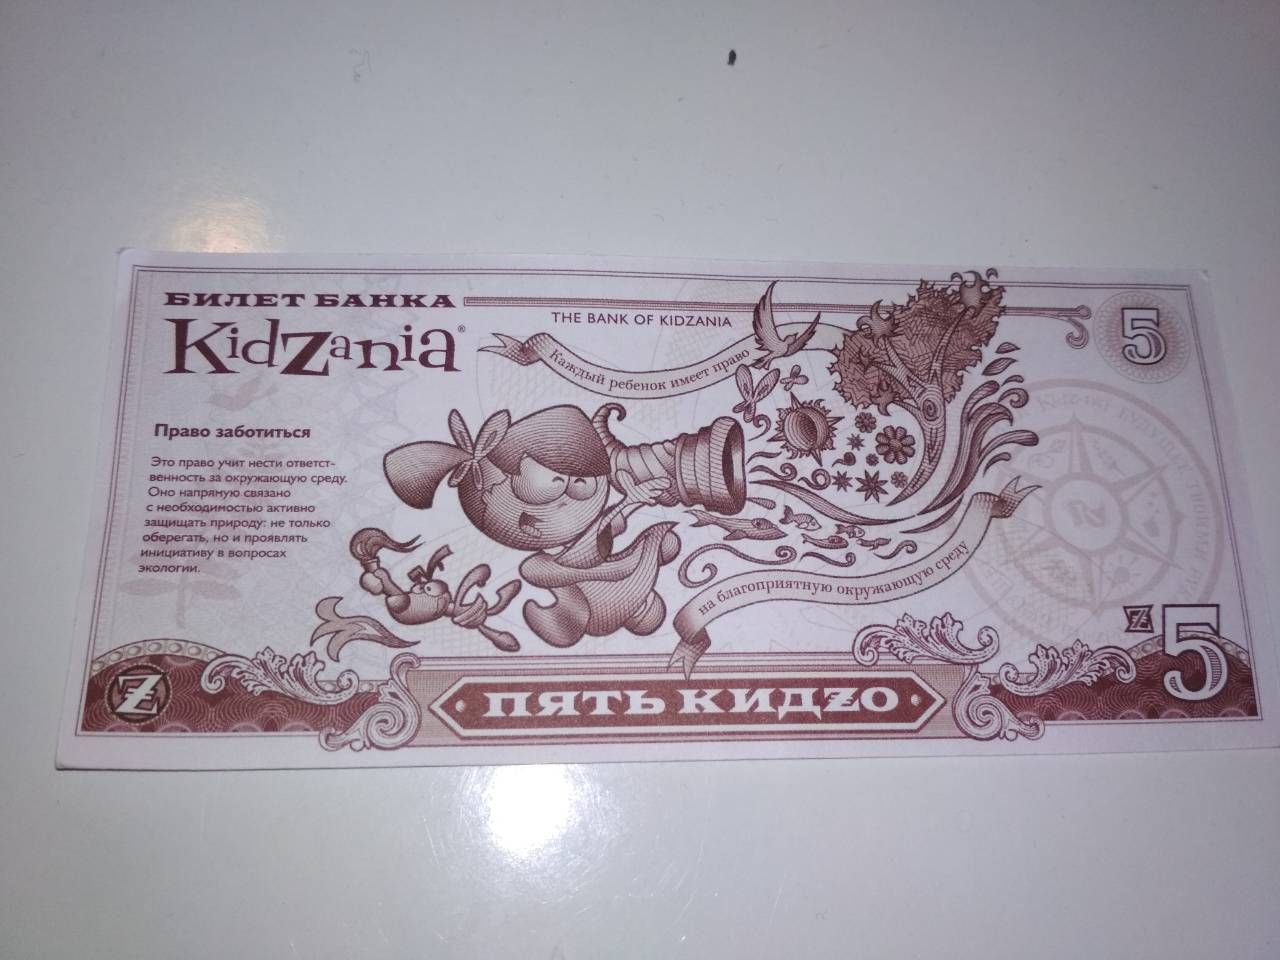 БИЛЕТ БАНКА
KidZania®
THE BANK OF KIDZANIA
5
Каждый ребенок имеет право
Право заботиться
Это право учит нести ответст-
венность за окружающую среду.
Оно напрямую связано
с необходимостью активно
защищать природу: не только
оберегать, но и проявлять
инициативу в вопросах
экологии.
на благоприятную окружающую среду
Z
ПЯТЬ КИДZО
Z 5